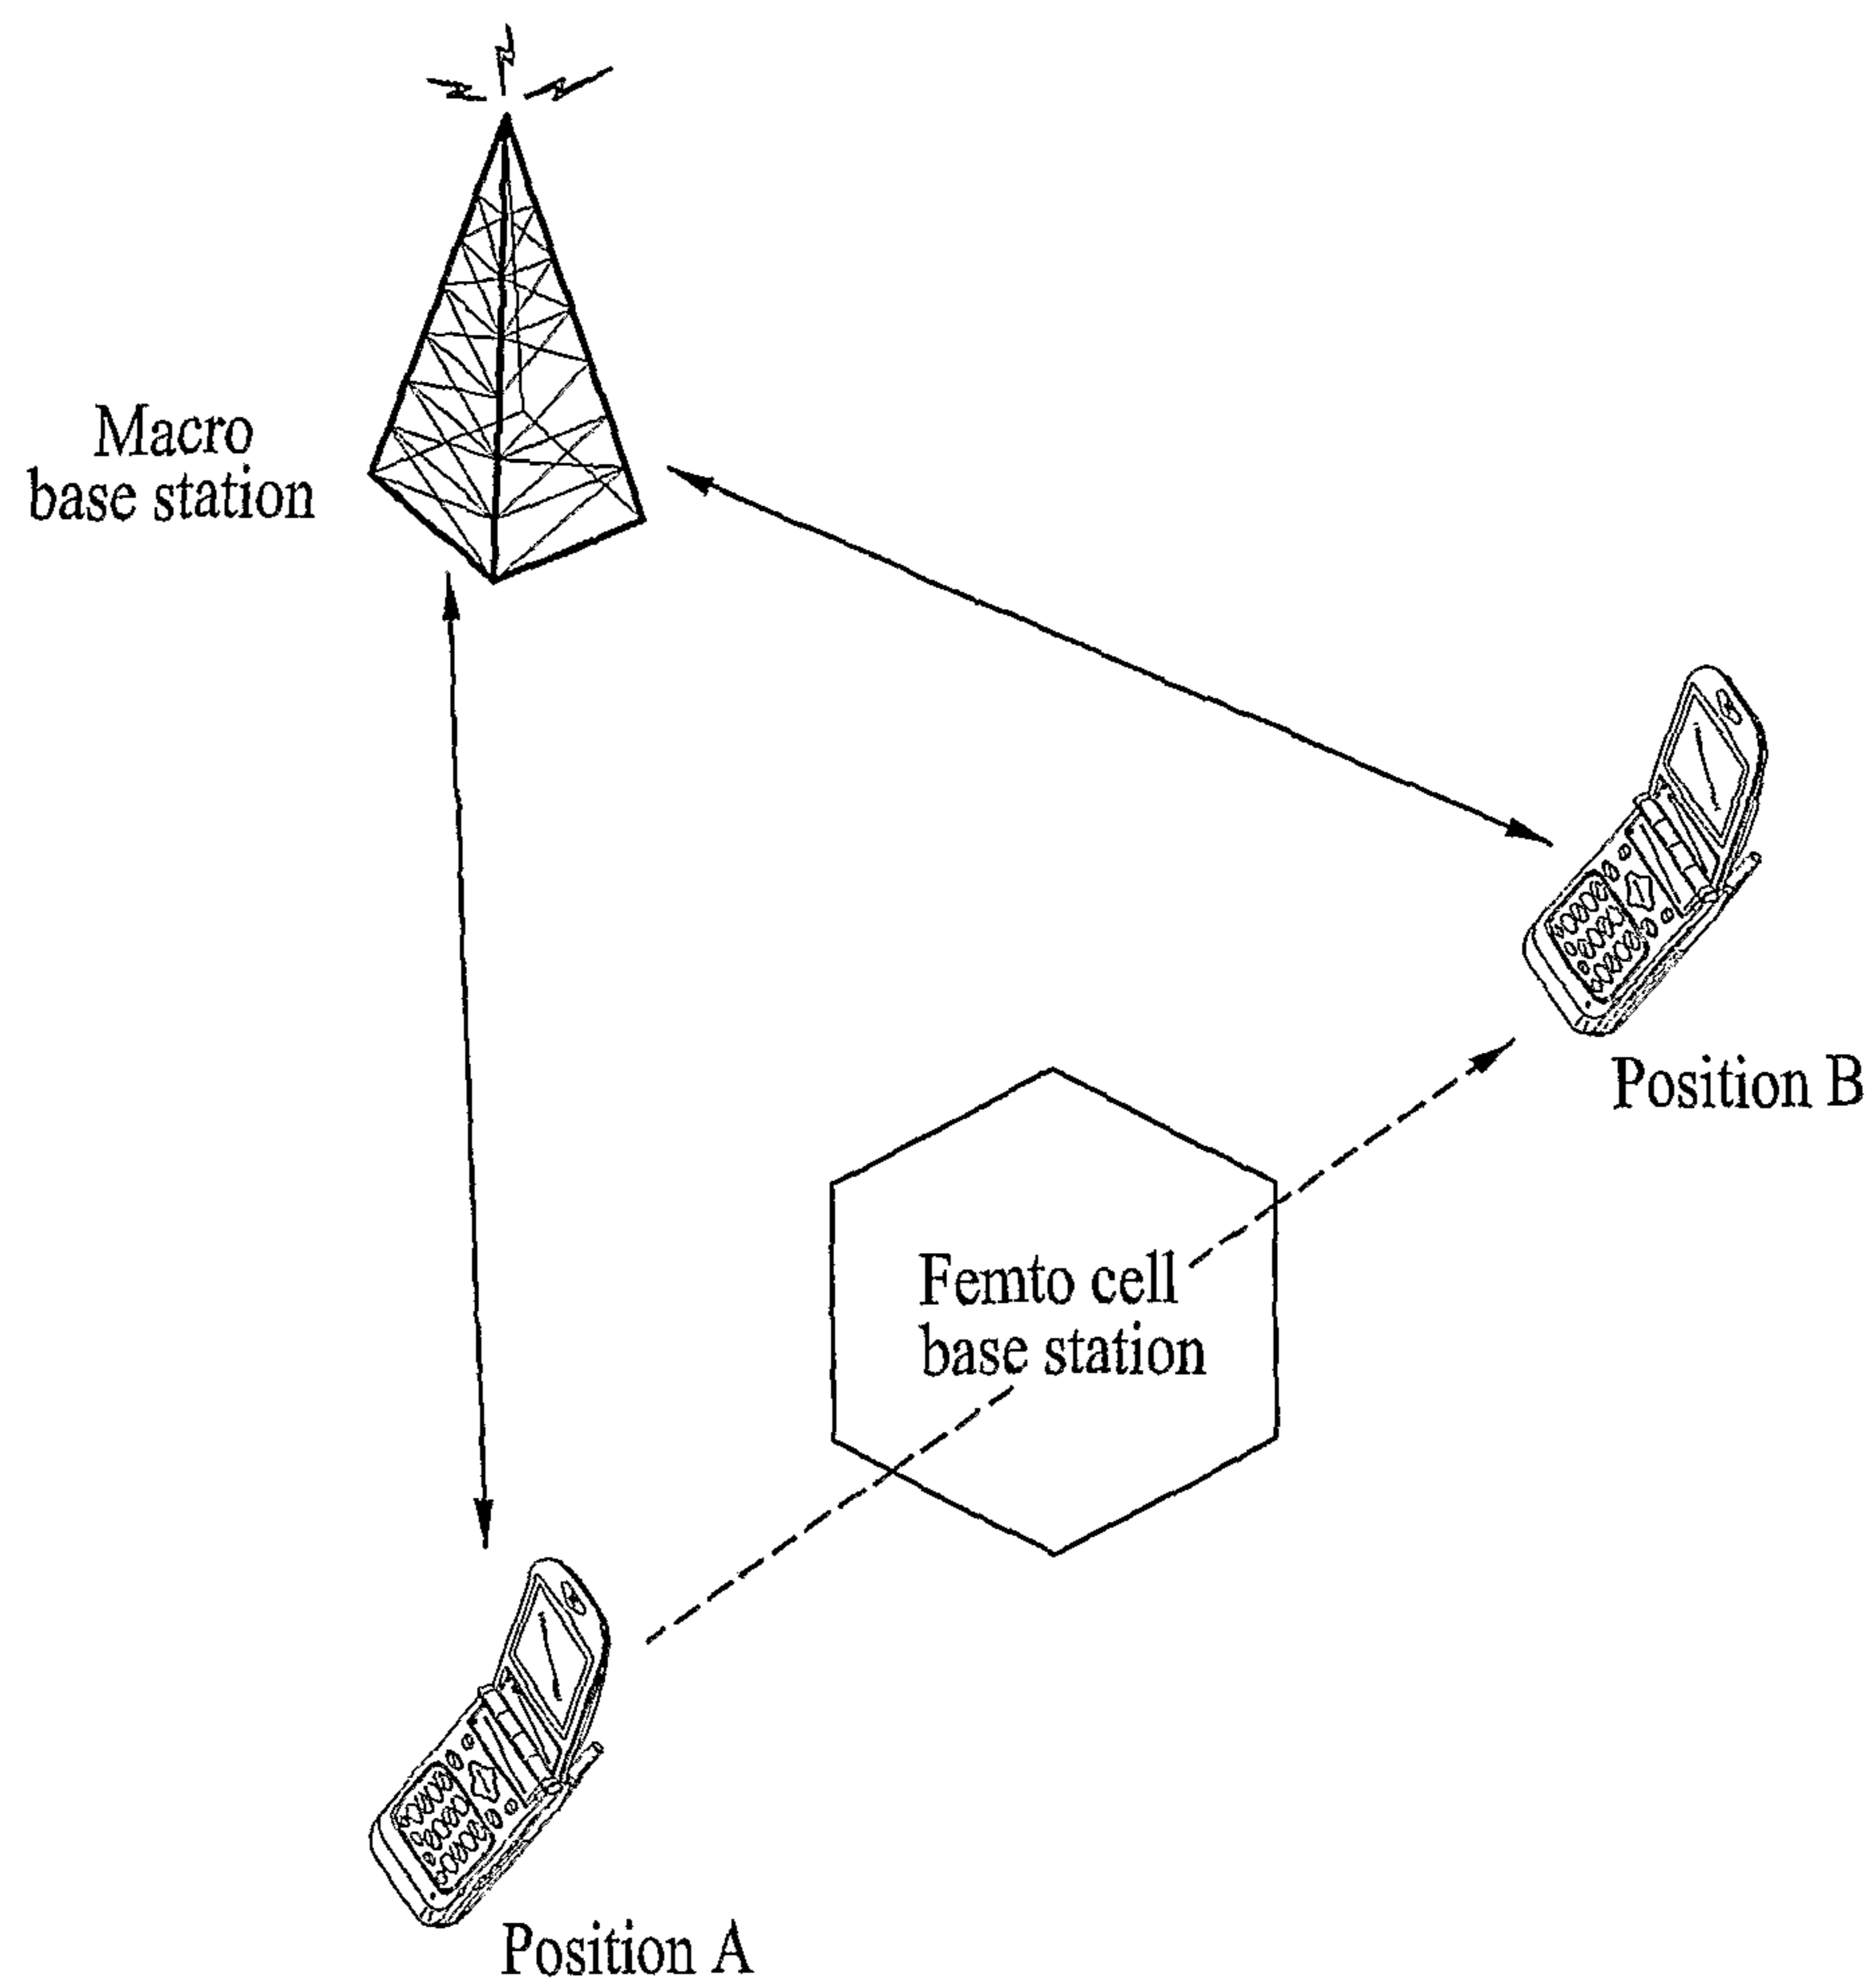 Macro
base station
Position B
Femto cell
base station
Position A